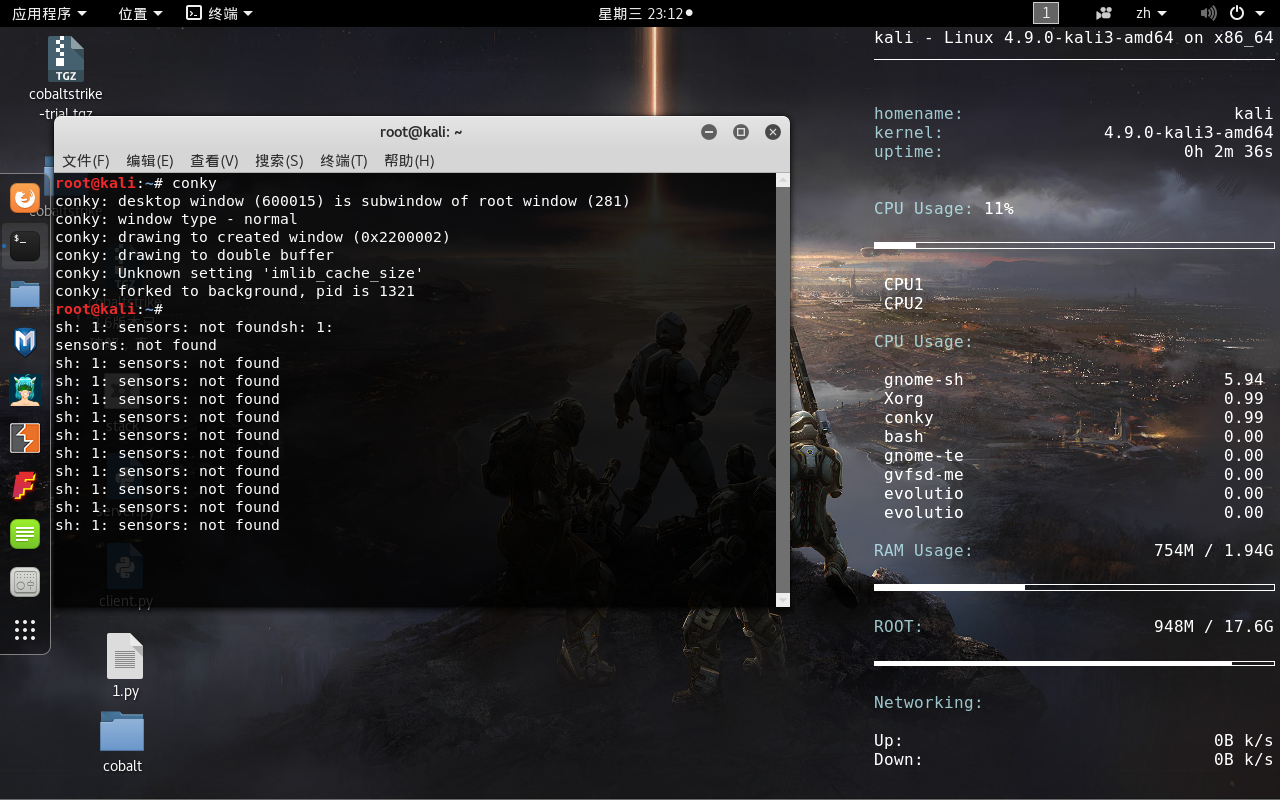 应用程序 位置 终端 星期三 23:12 1 zh
TGZ
cobaltstrike
-trial.tgz
root@kali: ~
文件(F) 编辑(E) 查看(V) 搜索(S) 终端(T) 帮助(H)
root@kali:~# conky
conky: desktop window (600015) is subwindow of root window (281)
conky: window type - normal
conky: drawing to created window (0x2200002)
conky: drawing to double buffer
conky: Unknown setting 'imlib_cache_size'
conky: forked to background, pid is 1321
root@kali:~#
sh: 1: sensors: not foundsh: 1:
sensors: not found
sh: 1: sensors: not found
sh: 1: sensors: not found
sh: 1: sensors: not found
sh: 1: sensors: not found
sh: 1: sensors: not found
sh: 1: sensors: not found
sh: 1: sensors: not found
sh: 1: sensors: not found
sh: 1: sensors: not found
sh: 1: sensors: not found
client.py
1.py
cobalt
kali - Linux 4.9.0-kali3-amd64 on x86_64
homename: kali
kernel: 4.9.0-kali3-amd64
uptime: 0h 2m 36s
CPU Usage: 11%
CPU1
CPU2
CPU Usage:
gnome-sh 5.94
Xorg 0.99
conky 0.99
bash 0.00
gnome-te 0.00
gvfsd-me 0.00
evolutio 0.00
evolutio 0.00
RAM Usage: 754M / 1.94G
ROOT: 948M / 17.6G
Networking:
Up: 0B k/s
Down: 0B k/s